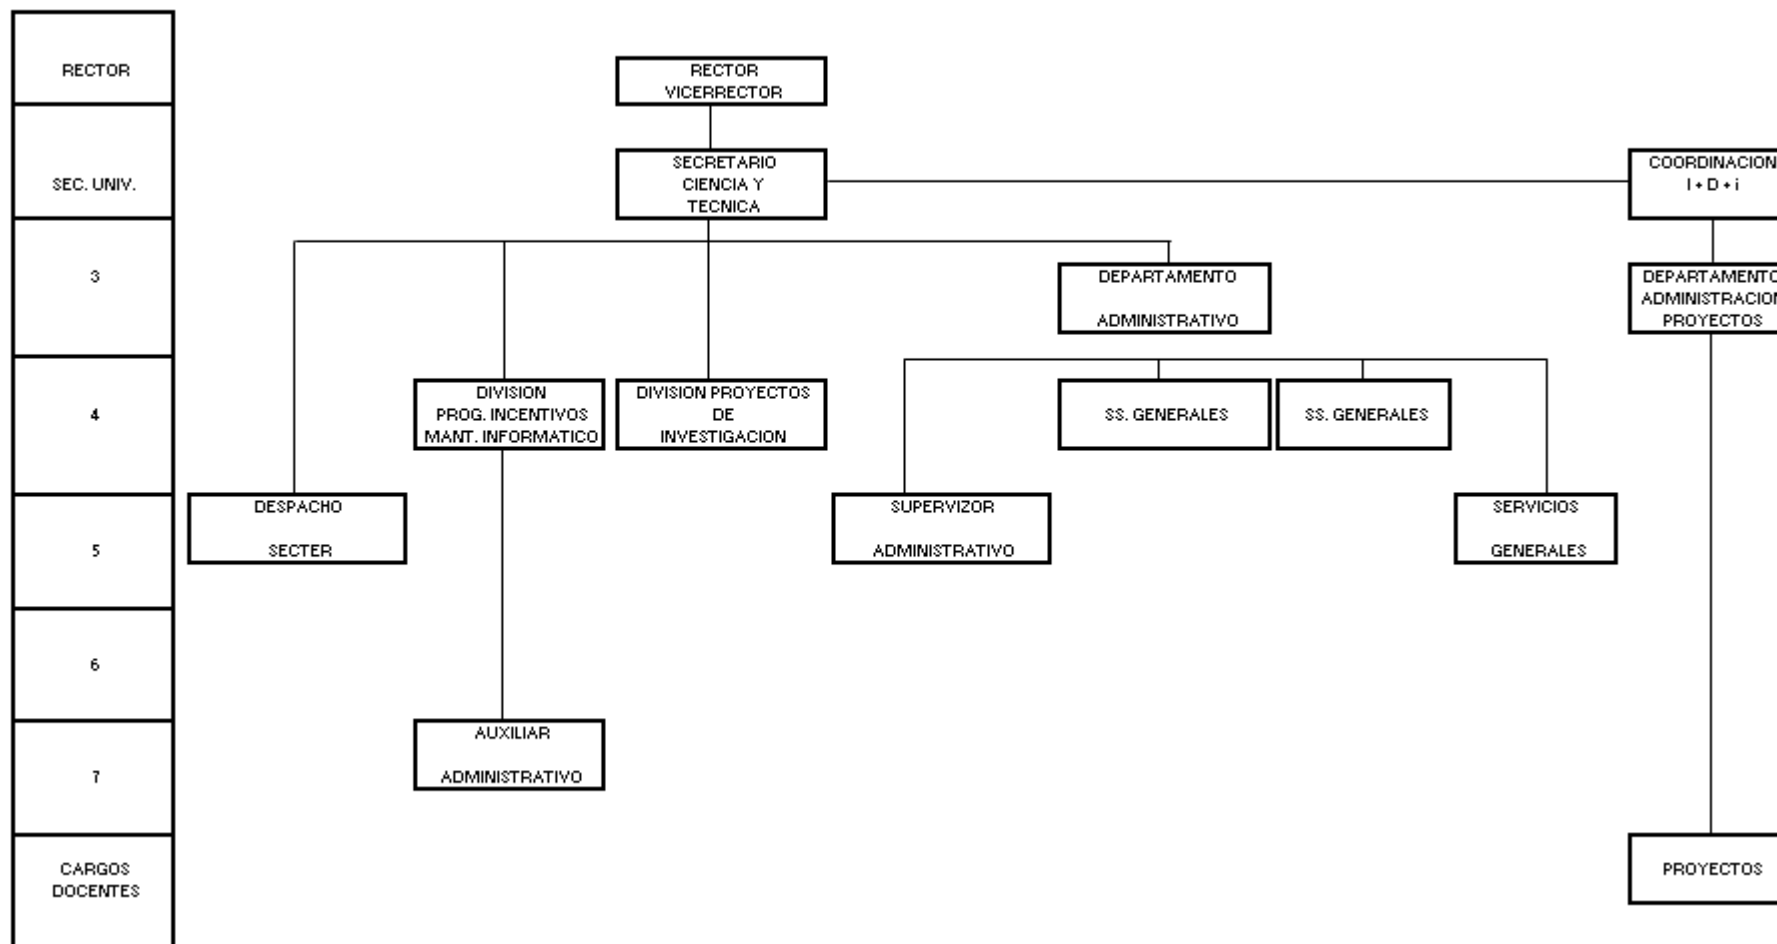 RECTOR
RECTOR
VICERRECTOR
SEC. UNIV.
SECRETARIO
CIENCIA Y
TECNICA
COORDINACION
I + D + i
3
DEPARTAMENTO
ADMINISTRATIVO
DEPARTAMENTO
ADMINISTRACION
PROYECTOS
4
DIVISION
PROG. INCENTIVOS
MANT. INFORMATICO
DIVISION PROYECTOS
DE
INVESTIGACION
SS. GENERALES
SS. GENERALES
5
DESPACHO
SECTER
SUPERVIZOR
ADMINISTRATIVO
SERVICIOS
GENERALES
6
7
AUXILIAR
ADMINISTRATIVO
CARGOS
DOCENTES
PROYECTOS